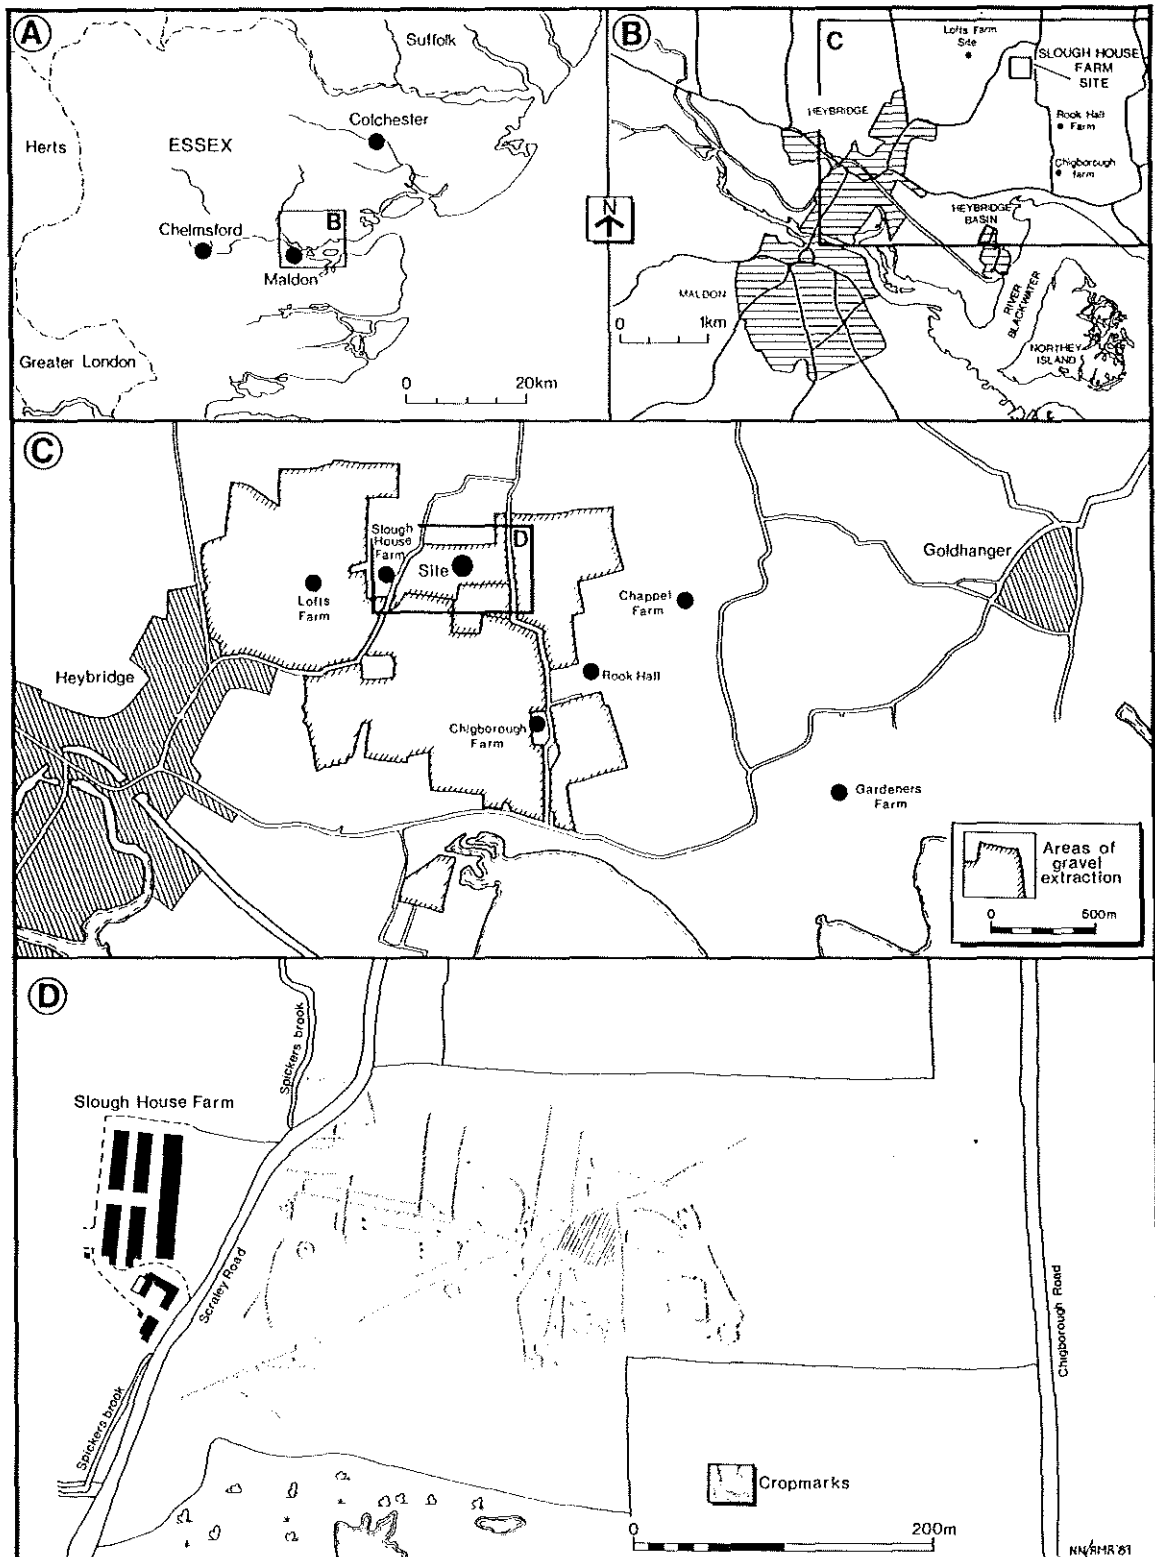 A
Suffolk
Herts
ESSEX
Colchester
Chelmsford
B
Maldon
Greater London
0 20km
B
C
Lofts Farm
Site
SLOUGH HOUSE
FARM
SITE
HEYBRIDGE
Rook Hall
Farm
Chigborough
farm
N
HEYBRIDGE
BASIN
MALDON
RIVER
BLACKWATER
0 1km
NORTHEY
ISLAND
C
Slough
House
Farm
D
Site
Goldhanger
Lofts
Farm
Chappel
Farm
Heybridge
Rook Hall
Chigborough
Farm
Gardeners
Farm
Areas of
gravel
extraction
0 500m
D
Spickers brook
Slough House Farm
Scraley Road
Chigborough Road
Spickers brook
Cropmarks
0 200m